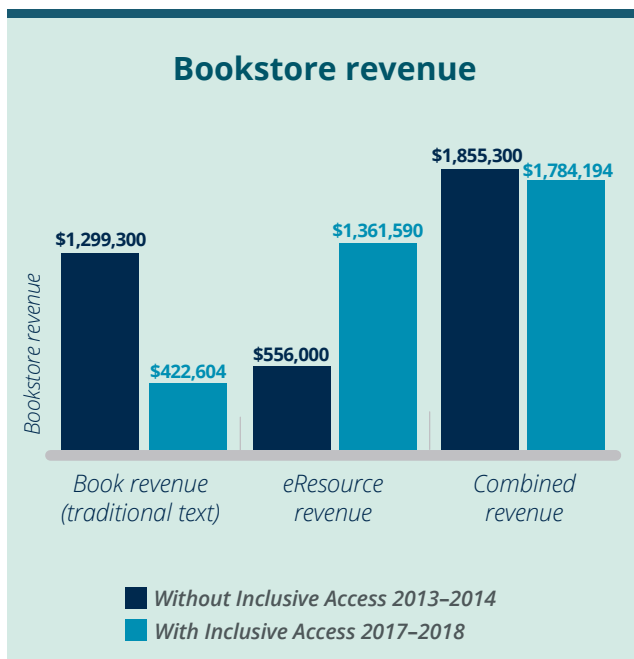 Bookstore revenue
$1,855,300
$1,784,194
$1,361,590
$1,299,300
$556,000
$422,604
Bookstore revenue
Book revenue
(traditional text)
eResource
revenue
Combined
revenue
Without Inclusive Access 2013–2014
With Inclusive Access 2017–2018